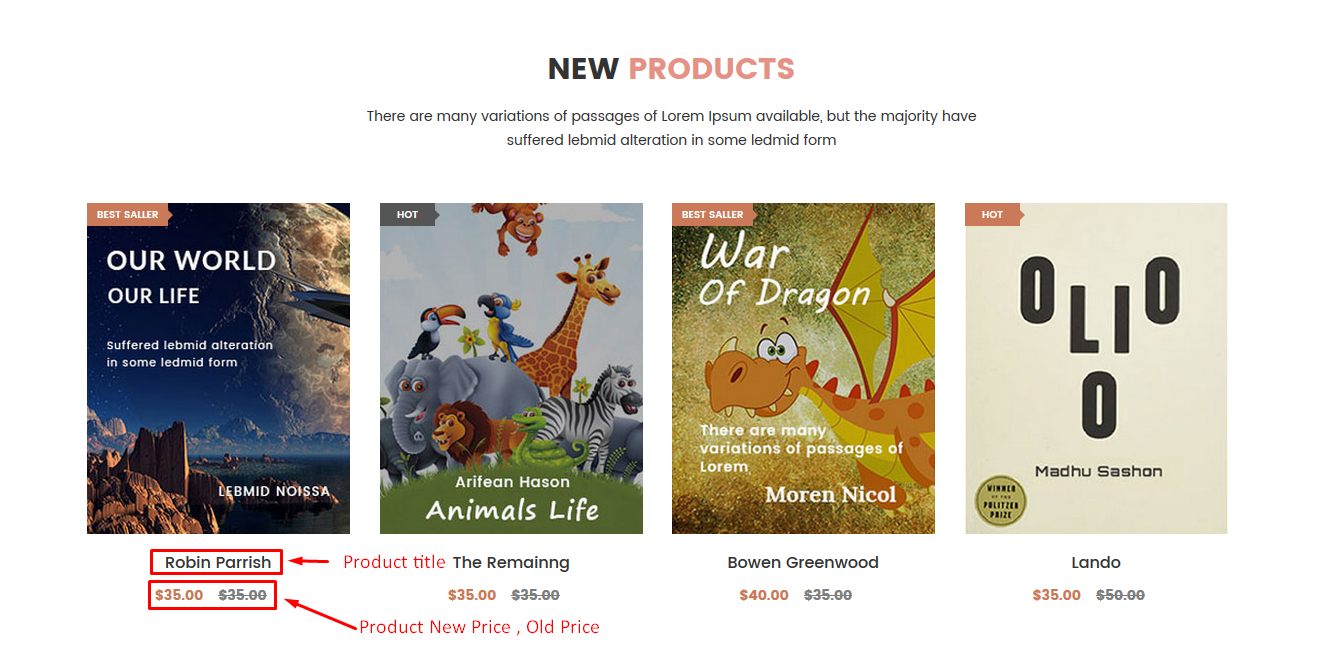 NEW PRODUCTS
There are many variations of passages of Lorem Ipsum available, but the majority have
suffered lebmid alteration in some ledmid form
BEST SALLER
OUR WORLD
OUR LIFE
Suffered lebmid alteration
in some ledmid form
LEBMID NOISSA
HOT
Arifean Hason
Animals Life
BEST SALLER
War
Of Dragon
There are many
variations of passages of
Lorem
Moren Nicol
HOT
OLIO
O
Madhu Sashon
WINNER
OF THE
PULITZER
PRIZE
Robin Parrish
Product title
The Remainng
Bowen Greenwood
Lando
$35.00 $35.00
$35.00 $35.00
$40.00 $35.00
$35.00 $50.00
Product New Price , Old Price